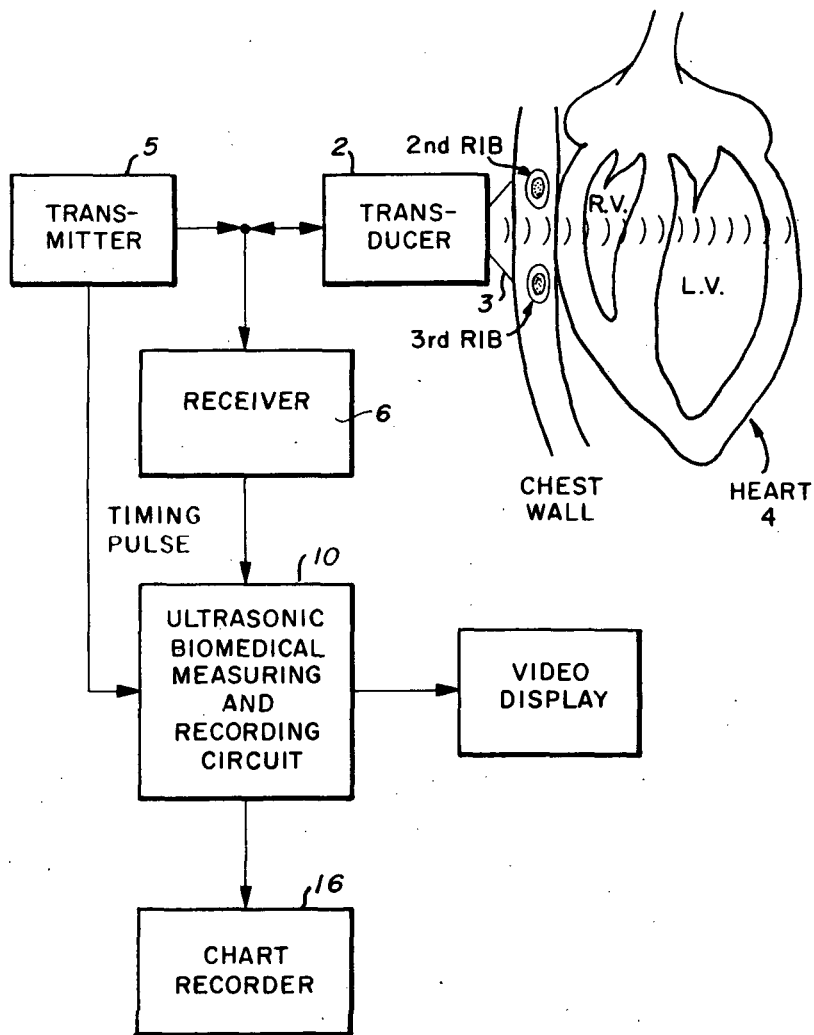 5
TRANS-
MITTER
2
TRANS-
DUCER
3
2nd RIB
3rd RIB
R.V.
L.V.
CHEST
WALL
HEART
4
RECEIVER
6
TIMING
PULSE
10
ULTRASONIC
BIOMEDICAL
MEASURING
AND
RECORDING
CIRCUIT
VIDEO
DISPLAY
16
CHART
RECORDER